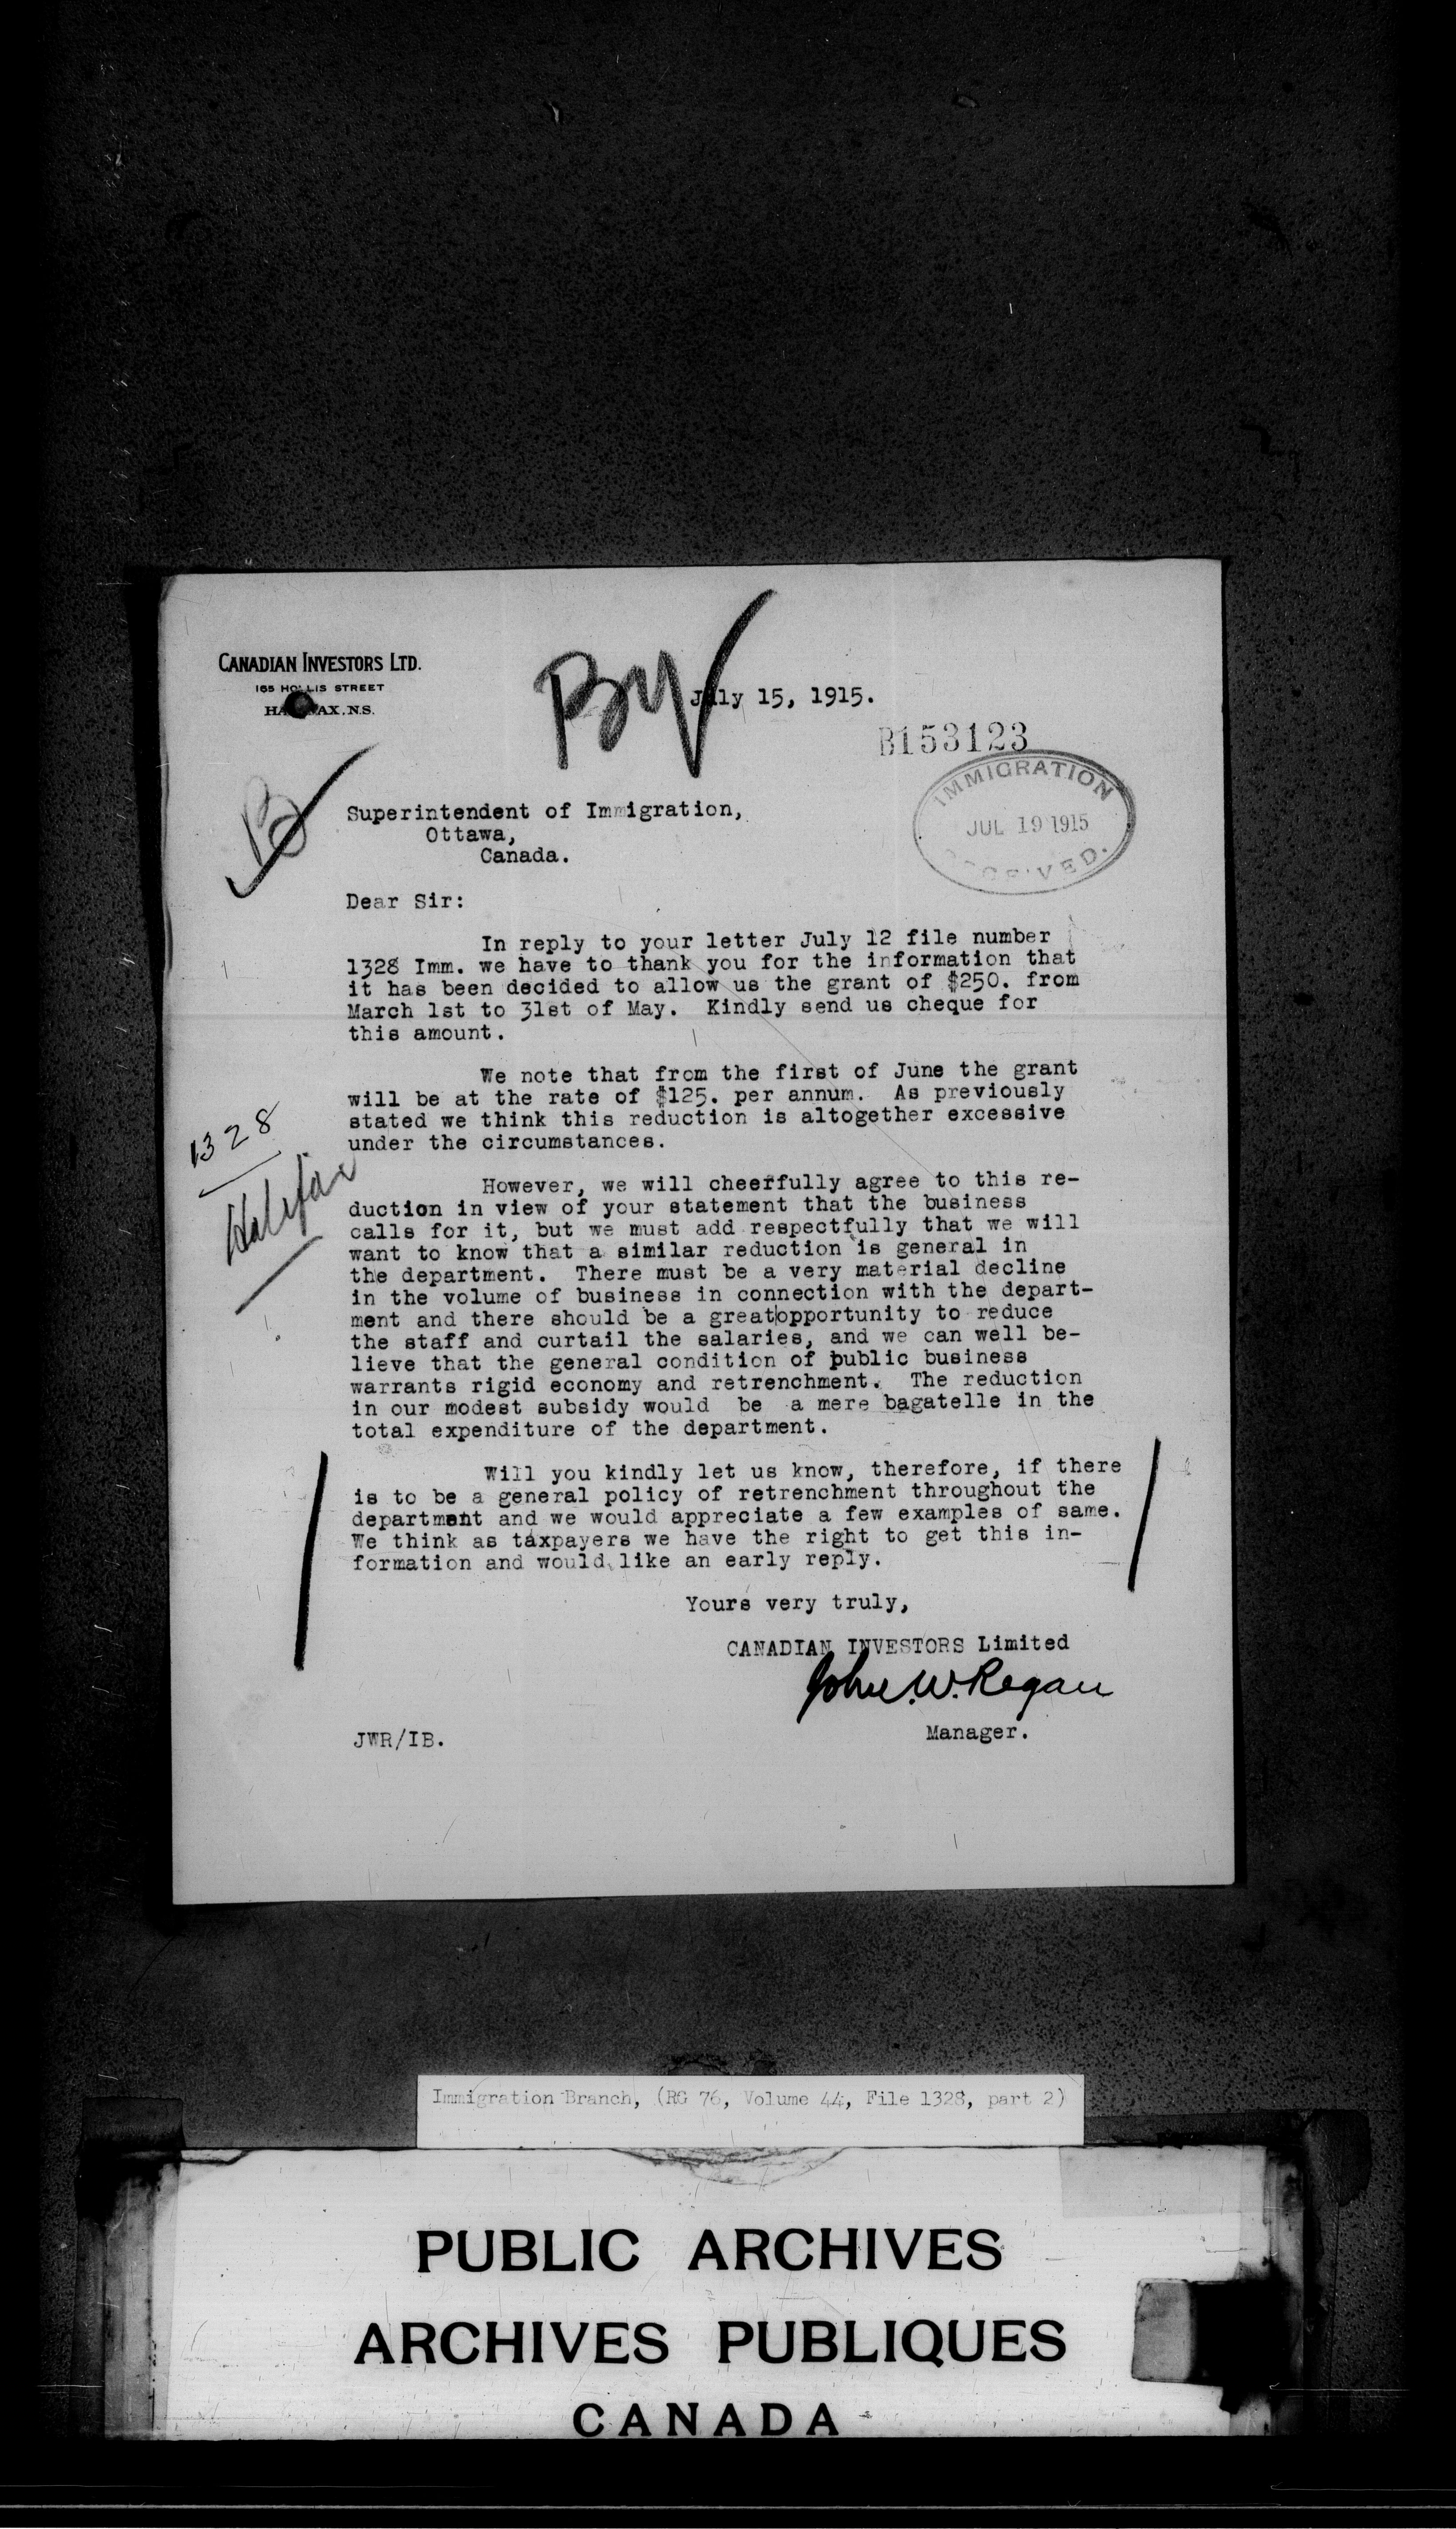 CANADIAN INVESTORS LTD.
165 HOLLIS STREET
HALIFAX. N.S.
July 15, 1915.
B153123
IMMIGRATION
JUL 19 1915
RECEIVED.
Superintendent of Immigration,
Ottawa,
Canada.
Dear Sir:
In reply to your letter July 12 file number
1328 Imm. we have to thank you for the information that
it has been decided to allow us the grant of $250. from
March 1st to 31st of May. Kindly send us cheque for
this amount.
We note that from the first of June the grant
will be at the rate of $125. per annum. As previously
stated we think this reduction is altogether excessive
under the circumstances.
1328
Halifax
However, we will cheerfully agree to this re-
duction in view of your statement that the business
calls for it, but we must add respectfully that we will
want to know that a similar reduction is general in
the department. There must be a very material decline
in the volume of business in connection with the depart-
ment and there should be a great opportunity to reduce
the staff and curtail the salaries, and we can well be-
lieve that the general condition of public business
warrants rigid economy and retrenchment. The reduction
in our modest subsidy would be a mere bagatelle in the
total expenditure of the department.
Will you kindly let us know, therefore, if there
is to be a general policy of retrenchment throughout the
department and we would appreciate a few examples of same.
We think as taxpayers we have the right to get this in-
formation and would like an early reply.
Yours very truly,
CANADIAN INVESTORS Limited
John. W. Regan
Manager.
JWR/IB.
Immigration Branch, (RG 76, Volume 44, File 1328, part 2)
PUBLIC ARCHIVES
ARCHIVES PUBLIQUES
CANADA